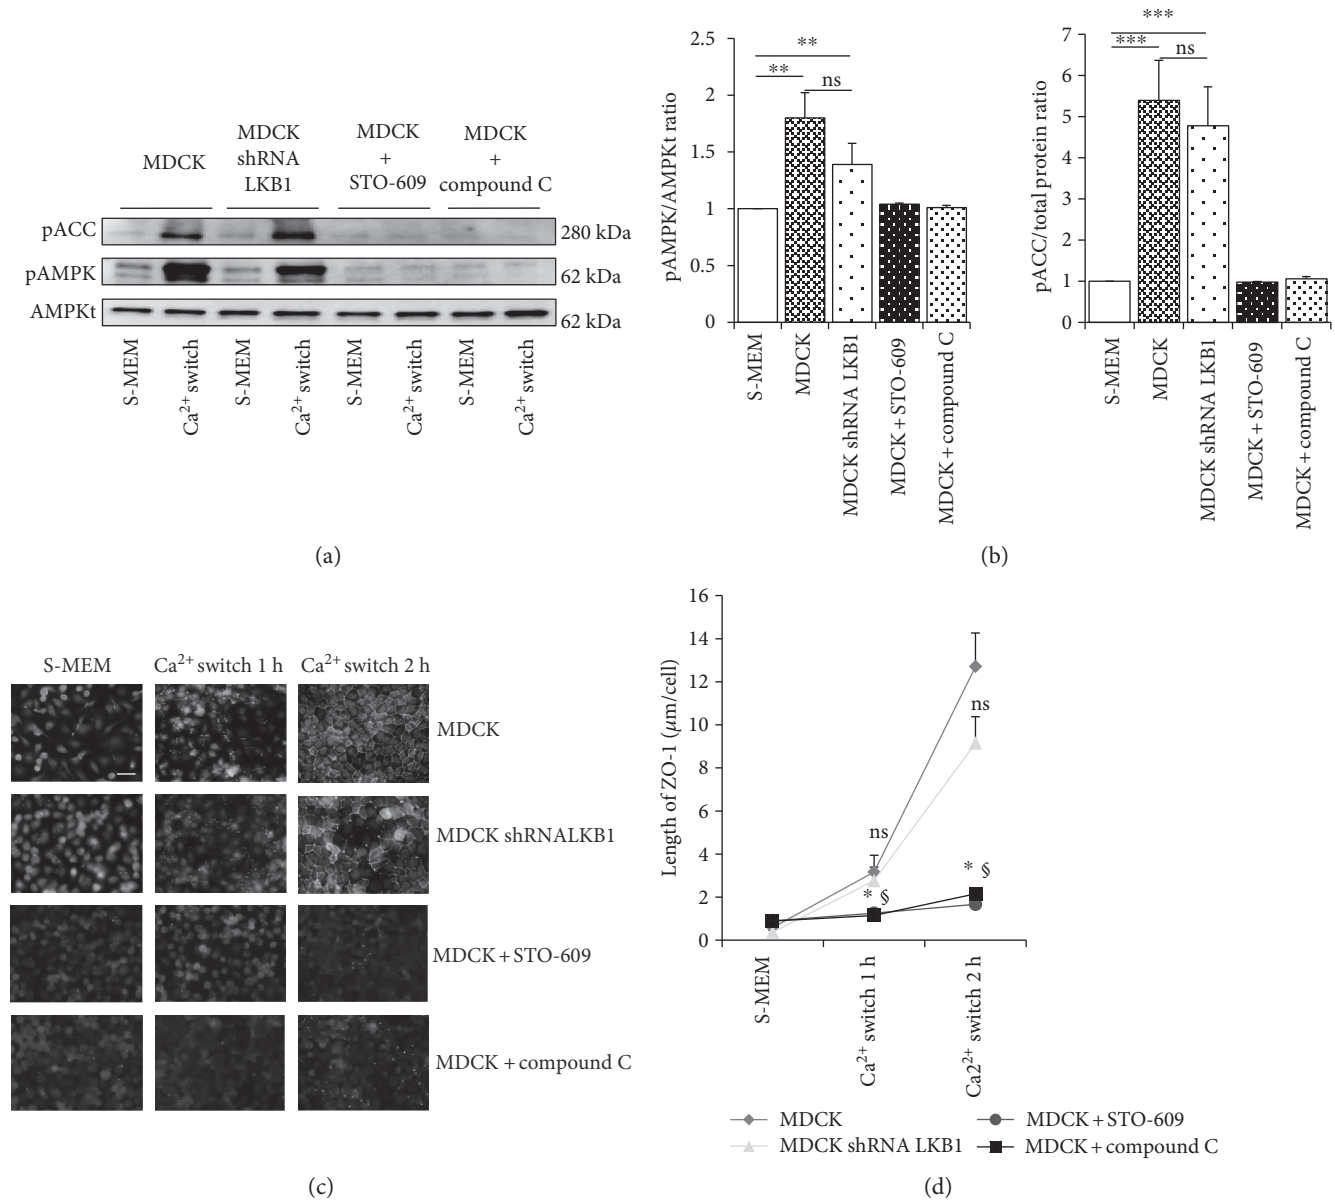 MDCK
MDCK
shRNA
LKB1
MDCK
+
STO-609
MDCK
+
compound C
pACC
280 kDa
pAMPK
62 kDa
AMPKt
62 kDa
S-MEM
Ca2+ switch
S-MEM
Ca2+ switch
S-MEM
Ca2+ switch
S-MEM
Ca2+ switch
(a)
pAMPK/AMPKt ratio
2.5
2
1.5
1
0.5
0
**
**
ns
S-MEM
MDCK
MDCK shRNA LKB1
MDCK + STO-609
MDCK + compound C
pACC/total protein ratio
7
6
5
4
3
2
1
0
***
***
ns
S-MEM
MDCK
MDCK shRNA LKB1
MDCK + STO-609
MDCK + compound C
(b)
S-MEM
Ca2+ switch 1 h
Ca2+ switch 2 h
MDCK
MDCK shRNALKB1
MDCK + STO-609
MDCK + compound C
(c)
Length of ZO-1 (μm/cell)
16
14
12
10
8
6
4
2
0
ns
* §
ns
* §
S-MEM
Ca2+ switch 1 h
Ca22+ switch 2 h
MDCK
MDCK shRNA LKB1
MDCK + STO-609
MDCK + compound C
(d)